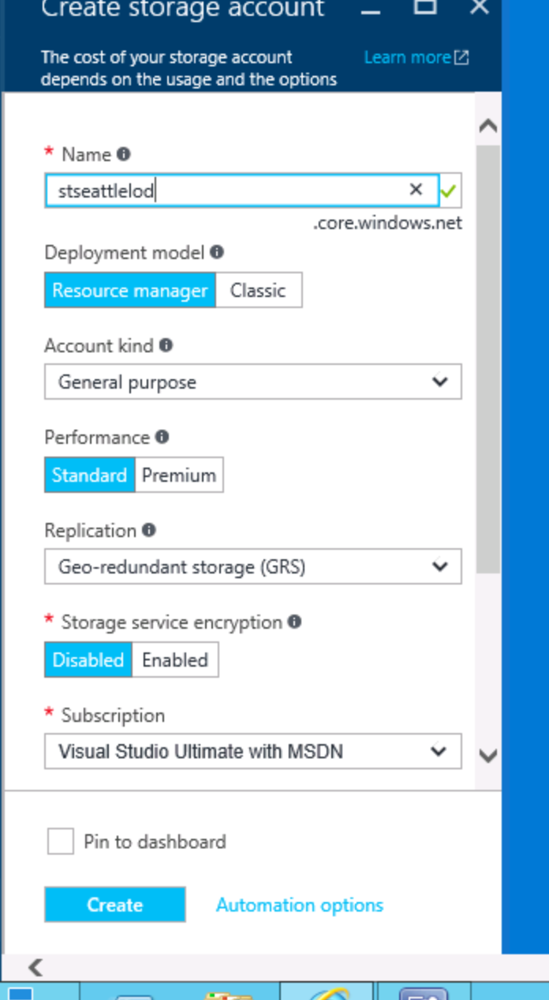 Create storage account
The cost of your storage account
depends on the usage and the options
Learn more
* Name
stseattlelod
.core.windows.net
Deployment model
Resource manager Classic
Account kind
General purpose
Performance
Standard Premium
Replication
Geo-redundant storage (GRS)
* Storage service encryption
Disabled Enabled
* Subscription
Visual Studio Ultimate with MSDN
Pin to dashboard
Create Automation options